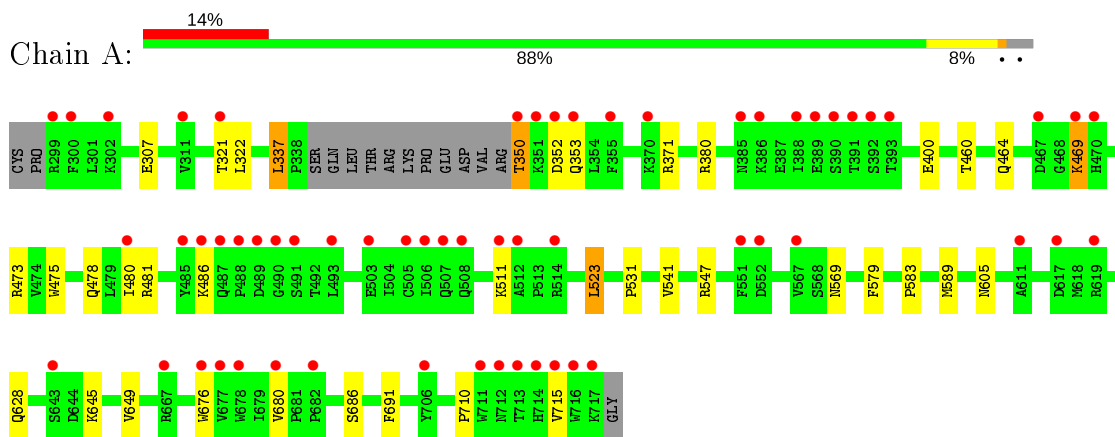 14%
Chain A:
88% 8% • •
CYS PRO R299 F300 L301 K302 E307 V311 T321 L322 L337 P338 SER GLN LEU THR ARG LYS PRO GLU ASP VAL ARG T350 K351 D352 Q353 L354 F355 K370 R371 R380 N385 K386 E387 I388 E389 S390 T391 S392 T393 E400 T460 Q464 D467 G468 K469 H470
R473 V474 W475 Q478 L479 I480 R481 Y485 K486 Q487 P488 D489 G490 S491 T492 L493 E503 I504 C505 I506 Q507 Q508 K511 A512 P513 R514 L523 P531 V541 R547 F551 D552 V567 S568 N569 F579 P583 M589 N605 A611 D617 M618 R619
Q628 S643 D644 K645 V649 R667 W676 V677 W678 I679 V680 P681 P682 S686 F691 Y706 P710 W711 N712 T713 H714 V715 W716 K717 GLY